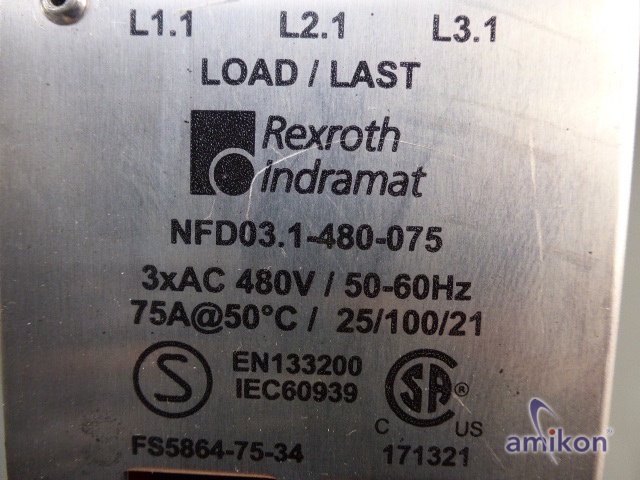 L1.1 L2.1 L3.1
LOAD / LAST
Rexroth
Indramat
NFD03.1-480-075
3xAC 480V / 50-60Hz
75A@50°C / 25/100/21
S
EN133200
IEC60939
SA ®
C US
FS5864-75-34
171321
amikon